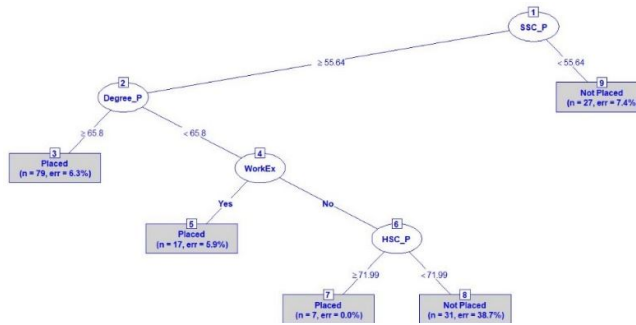 1
SSC_P
≥ 55.64
< 55.64
2
Degree_P
9
Not Placed
(n = 27, err = 7.4%
≥ 65.8
< 65.8
3
Placed
(n = 79, err = 6.3%)
4
WorkEx
Yes
No
5
Placed
(n = 17, err = 5.9%)
6
HSC_P
≥71.99
<71.99
7
Placed
(n = 7, err = 0.0%)
8
Not Placed
(n = 31, err = 38.7%)